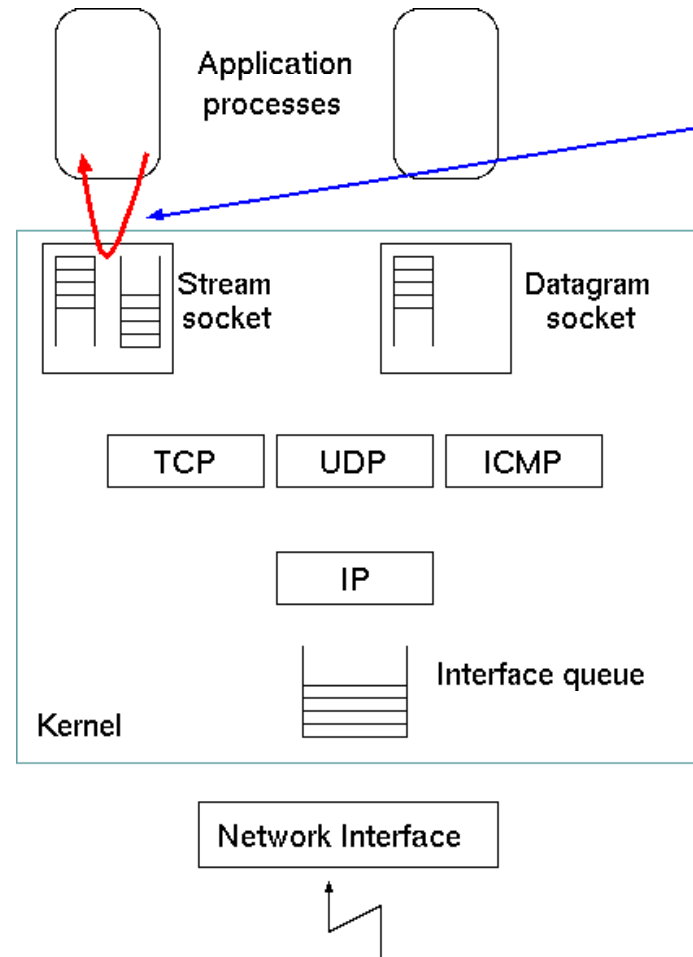 Application
processes
Stream
socket
Datagram
socket
TCP
UDP
ICMP
IP
Interface queue
Kernel
Network Interface